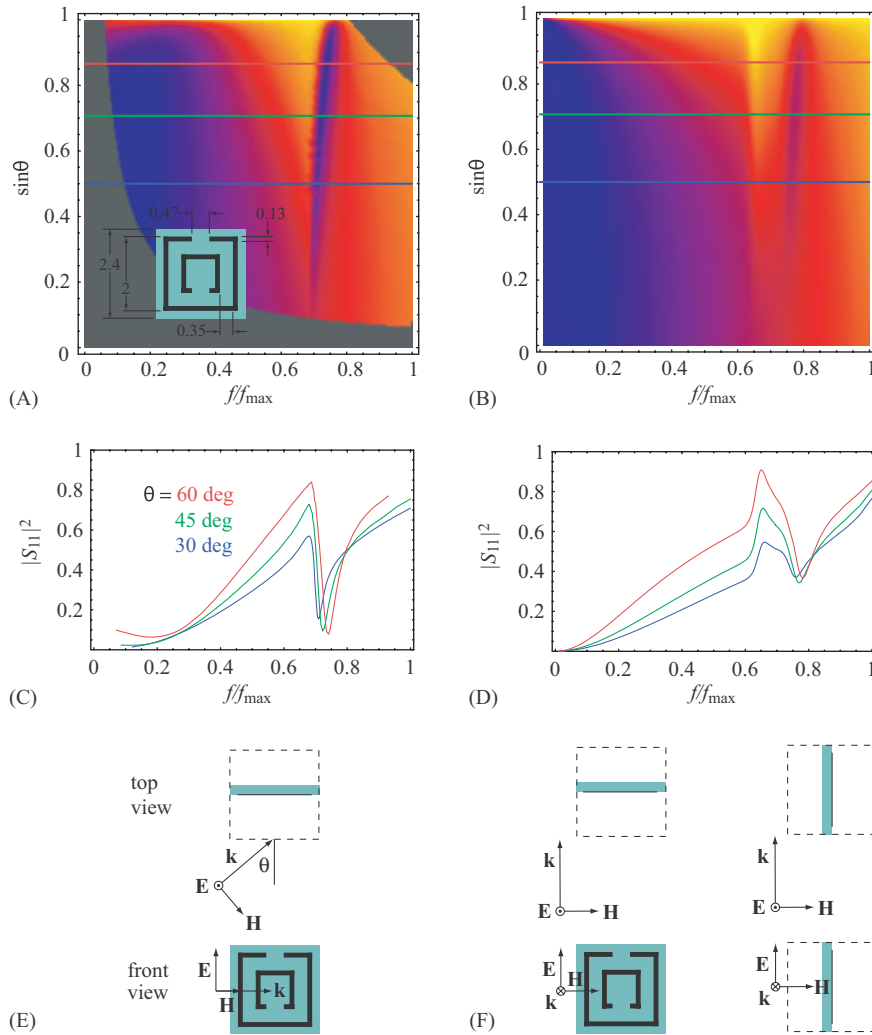 1
0.8
0.6
sinθ
0.4
0.2
0
0.47
0.13
2.4
2
0.35
0 0.2 0.4 0.6 0.8 1
f/fmax
(A)
1
0.8
0.6
sinθ
0.4
0.2
0
0 0.2 0.4 0.6 0.8 1
f/fmax
(B)
1
0.8
0.6
|S11|²
0.4
0.2
θ = 60 deg
45 deg
30 deg
0 0.2 0.4 0.6 0.8 1
f/fmax
(C)
1
0.8
0.6
|S11|²
0.4
0.2
0 0.2 0.4 0.6 0.8 1
f/fmax
(D)
top
view
k
θ
E
H
front
view
E
H
k
(E)
k
E
H
k
E
H
E
H
k
E
H
k
(F)